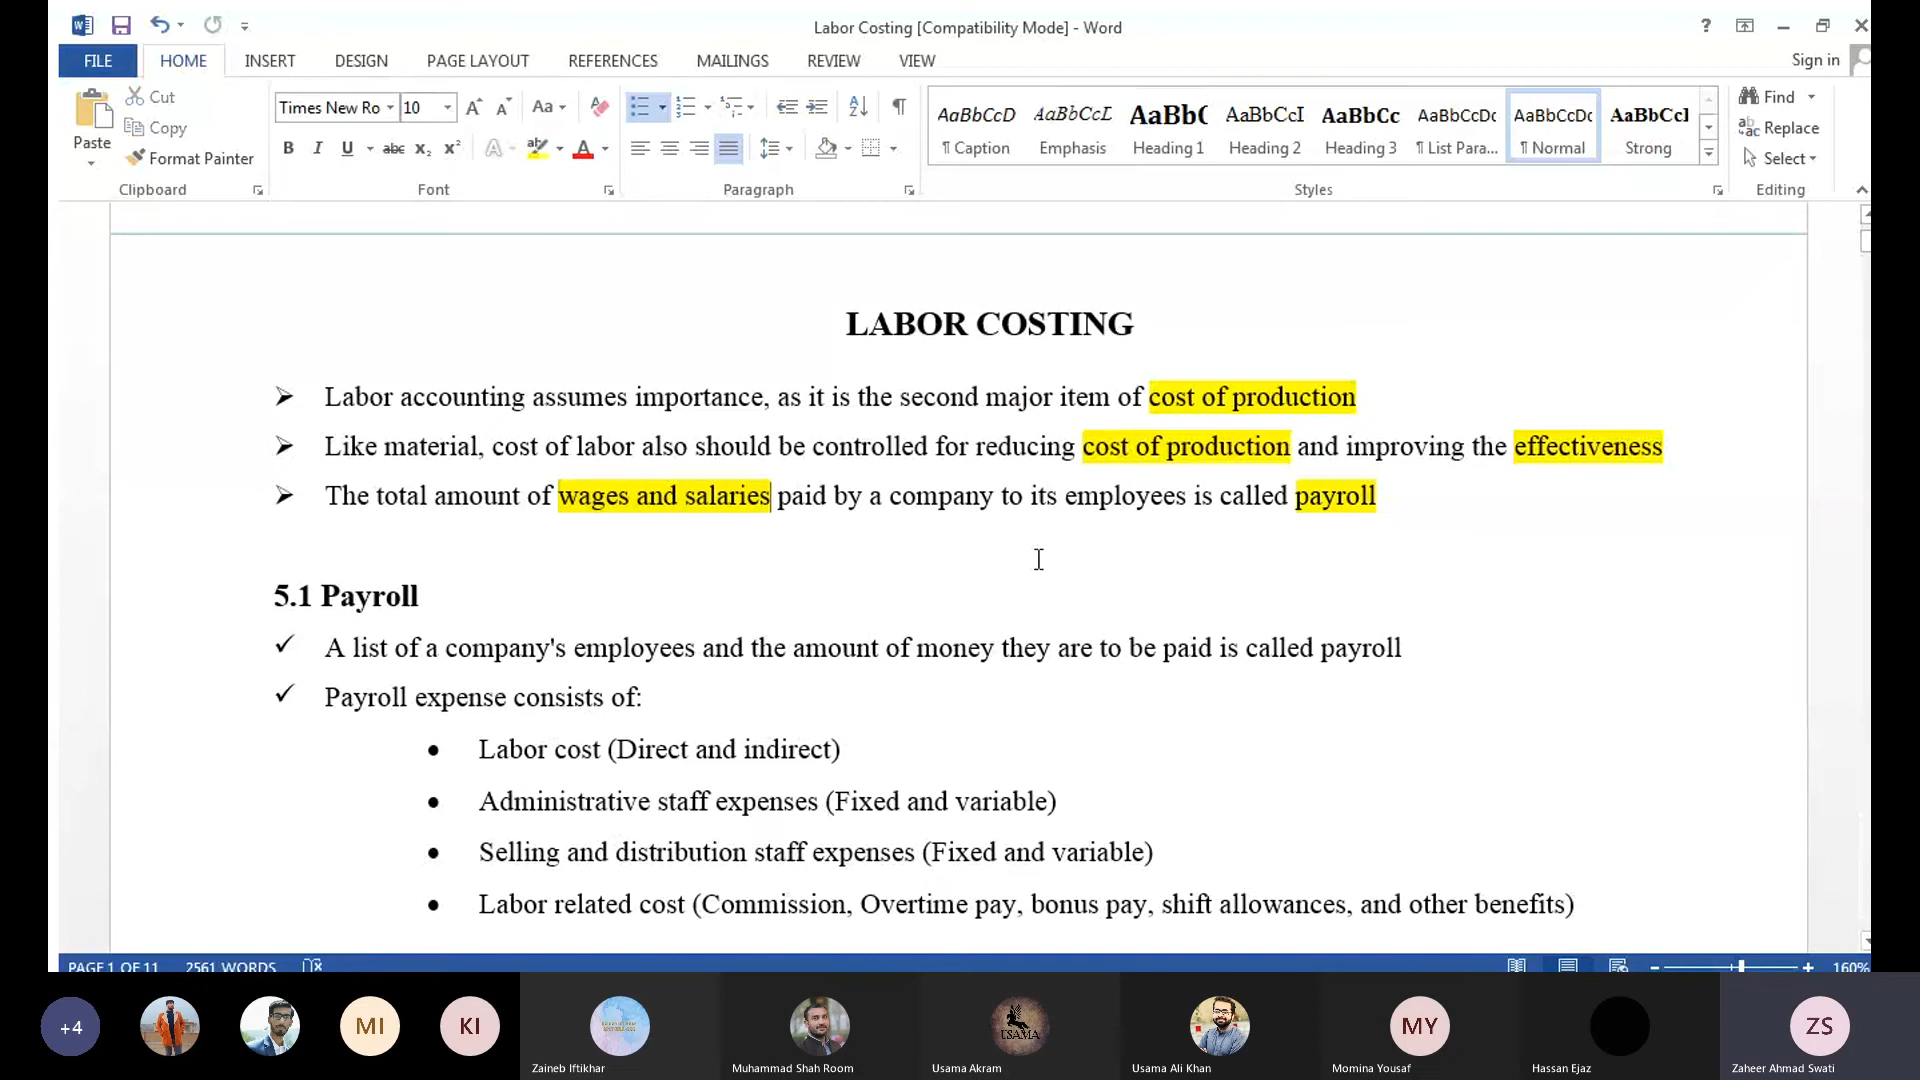 Labor Costing [Compatibility Mode] - Word
?
FILE HOME INSERT DESIGN PAGE LAYOUT REFERENCES MAILINGS REVIEW VIEW Sign in
Paste
Cut
Copy
Format Painter
Clipboard
Times New Ro 10
Aa
B I U abc x₂ x²
Font
Paragraph
AaBbCcD AaBbCcL AaBbC AaBbCcI AaBbCc AaBbCcDc AaBbCcDc AaBbCcI
¶ Caption Emphasis Heading 1 Heading 2 Heading 3 ¶ List Para... ¶ Normal Strong
Styles
Find
Replace
Select
Editing
LABOR COSTING
➢ Labor accounting assumes importance, as it is the second major item of cost of production
➢ Like material, cost of labor also should be controlled for reducing cost of production and improving the effectiveness
➢ The total amount of wages and salaries paid by a company to its employees is called payroll
5.1 Payroll
✓ A list of a company's employees and the amount of money they are to be paid is called payroll
✓ Payroll expense consists of:
• Labor cost (Direct and indirect)
• Administrative staff expenses (Fixed and variable)
• Selling and distribution staff expenses (Fixed and variable)
• Labor related cost (Commission, Overtime pay, bonus pay, shift allowances, and other benefits)
PAGE 1 OF 11 2561 WORDS 160%
+4 MI KI USAMA MY ZS
Zaineb Iftikhar Muhammad Shah Room Usama Akram Usama Ali Khan Momina Yousaf Hassan Ejaz Zaheer Ahmad Swati